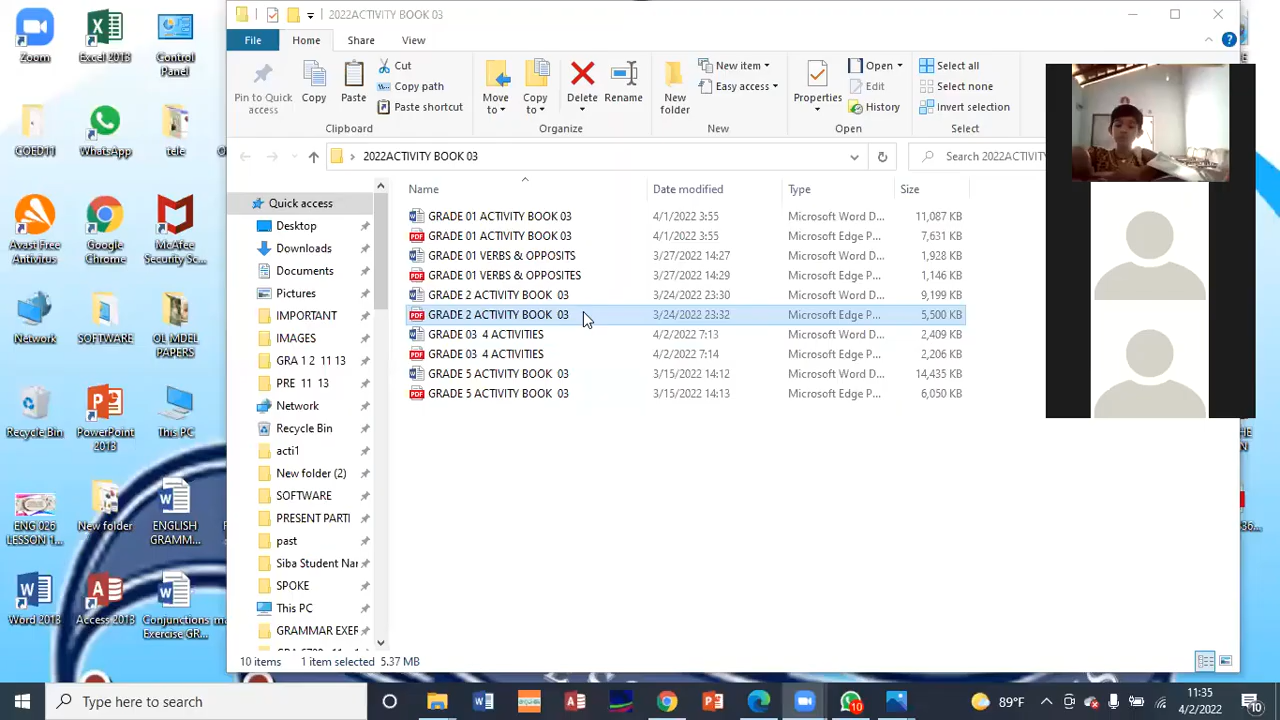 2022ACTIVITY BOOK 03
File Home Share View
Pin to Quick access
Copy
Paste
Cut
Copy path
Paste shortcut
Clipboard
Move to
Copy to
Delete
Rename
Organize
New folder
New item
Easy access
New
Properties
Open
Edit
History
Open
Select all
Select none
Invert selection
Select
2022ACTIVITY BOOK 03
Search 2022ACTIVITY
Name Date modified Type Size
GRADE 01 ACTIVITY BOOK 03 4/1/2022 3:55 Microsoft Word D... 11,087 KB
GRADE 01 ACTIVITY BOOK 03 4/1/2022 3:55 Microsoft Edge P... 7,631 KB
GRADE 01 VERBS & OPPOSITS 3/27/2022 14:27 Microsoft Word D... 1,928 KB
GRADE 01 VERBS & OPPOSITES 3/27/2022 14:29 Microsoft Edge P... 1,146 KB
GRADE 2 ACTIVITY BOOK 03 3/24/2022 23:30 Microsoft Word D... 9,199 KB
GRADE 2 ACTIVITY BOOK 03 3/24/2022 23:32 Microsoft Edge P... 5,500 KB
GRADE 03 4 ACTIVITIES 4/2/2022 7:13 Microsoft Word D... 2,409 KB
GRADE 03 4 ACTIVITIES 4/2/2022 7:14 Microsoft Edge P... 2,206 KB
GRADE 5 ACTIVITY BOOK 03 3/15/2022 14:12 Microsoft Word D... 14,435 KB
GRADE 5 ACTIVITY BOOK 03 3/15/2022 14:13 Microsoft Edge P... 6,050 KB
Quick access
Desktop
Downloads
Documents
Pictures
IMPORTANT
IMAGES
GRA 1 2 11 13
PRE 11 13
Network
Recycle Bin
acti1
New folder (2)
SOFTWARE
PRESENT PARTI
past
Siba Student Nar
SPOKE
This PC
GRAMMAR EXER
10 items 1 item selected 5.37 MB
Zoom
Excel 2013
Control Panel
COED11
WhatsApp
tele
Avast Free Antivirus
Google Chrome
McAfee Security Sc...
Network
SOFTWARE
OL MDEL PAPERS
Recycle Bin
PowerPoint 2013
This PC
ENG 026 LESSON 1...
New folder
ENGLISH GRAMM...
Word 2013
Access 2013
Conjunctions Exercise GR...
Type here to search
10
89°F
11:35
4/2/2022
10